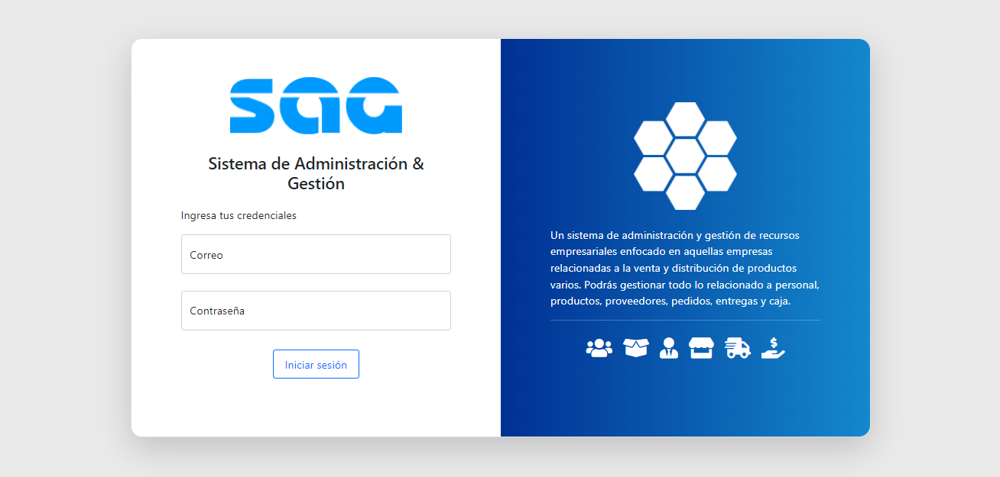 sag
Sistema de Administración &
Gestión
Ingresa tus credenciales
Correo
Contraseña
Iniciar sesión
Un sistema de administración y gestión de recursos
empresariales enfocado en aquellas empresas
relacionadas a la venta y distribución de productos
varios. Podrás gestionar todo lo relacionado a personal,
productos, proveedores, pedidos, entregas y caja.
$